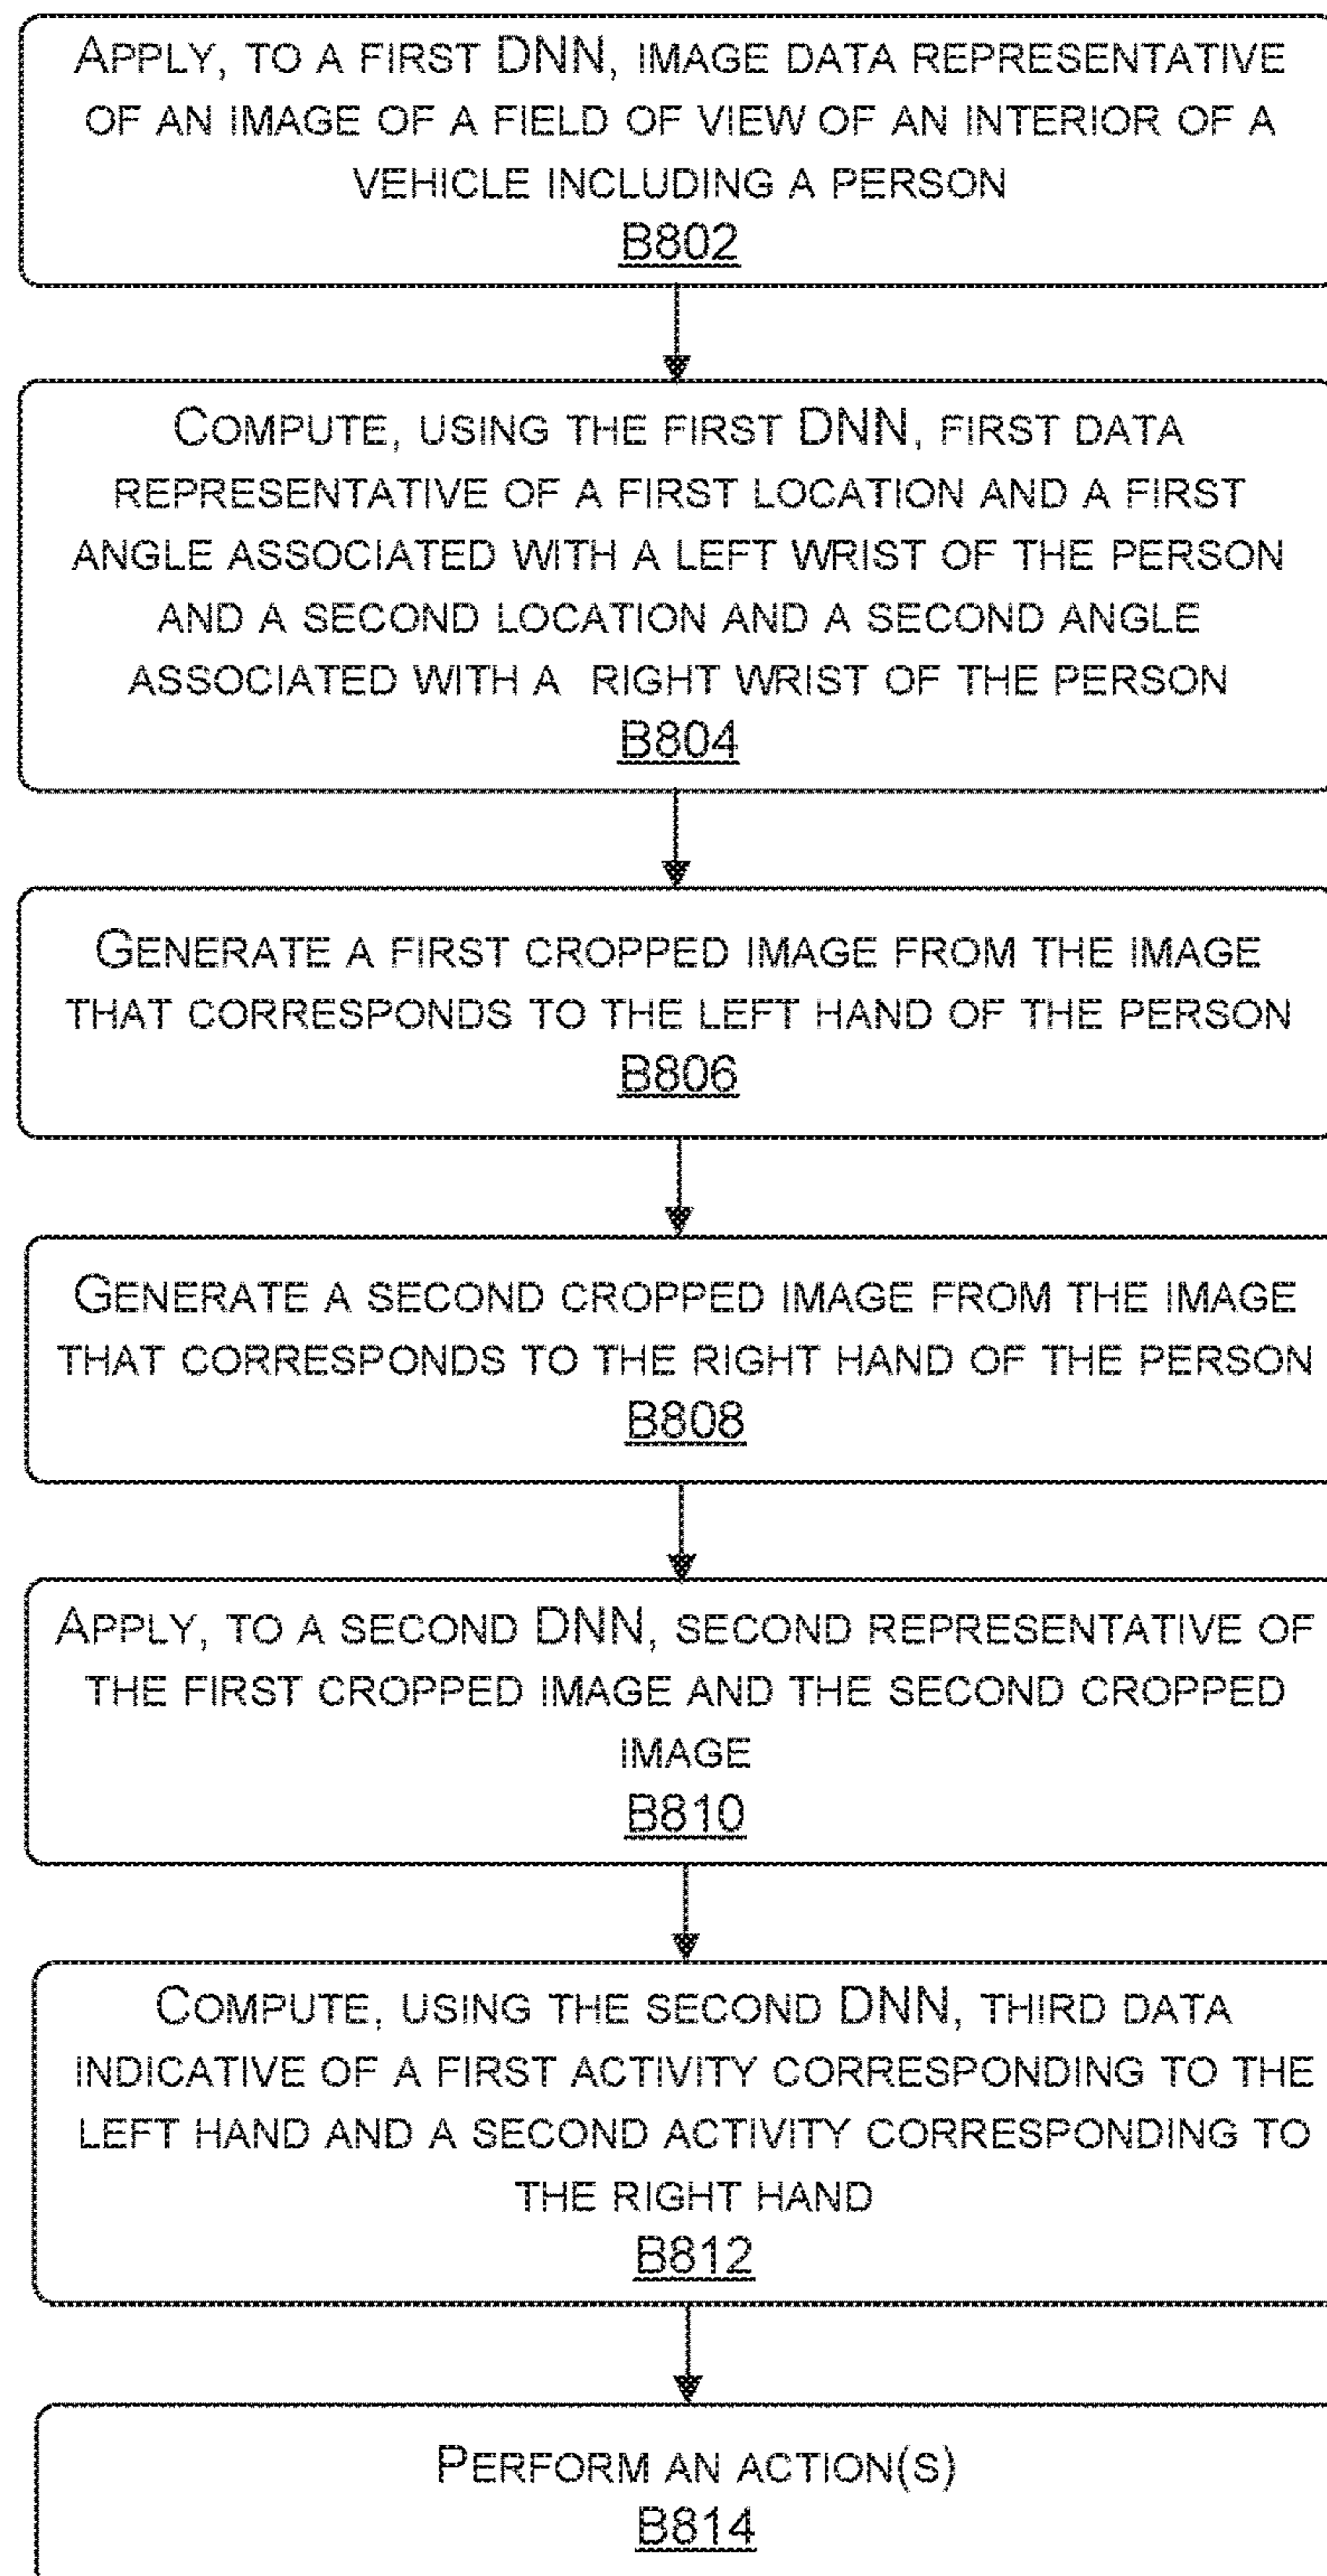 APPLY, TO A FIRST DNN, IMAGE DATA REPRESENTATIVE
OF AN IMAGE OF A FIELD OF VIEW OF AN INTERIOR OF A
VEHICLE INCLUDING A PERSON
B802
COMPUTE, USING THE FIRST DNN, FIRST DATA
REPRESENTATIVE OF A FIRST LOCATION AND A FIRST
ANGLE ASSOCIATED WITH A LEFT WRIST OF THE PERSON
AND A SECOND LOCATION AND A SECOND ANGLE
ASSOCIATED WITH A RIGHT WRIST OF THE PERSON
B804
GENERATE A FIRST CROPPED IMAGE FROM THE IMAGE
THAT CORRESPONDS TO THE LEFT HAND OF THE PERSON
B806
GENERATE A SECOND CROPPED IMAGE FROM THE IMAGE
THAT CORRESPONDS TO THE RIGHT HAND OF THE PERSON
B808
APPLY, TO A SECOND DNN, SECOND REPRESENTATIVE OF
THE FIRST CROPPED IMAGE AND THE SECOND CROPPED
IMAGE
B810
COMPUTE, USING THE SECOND DNN, THIRD DATA
INDICATIVE OF A FIRST ACTIVITY CORRESPONDING TO THE
LEFT HAND AND A SECOND ACTIVITY CORRESPONDING TO
THE RIGHT HAND
B812
PERFORM AN ACTION(S)
B814